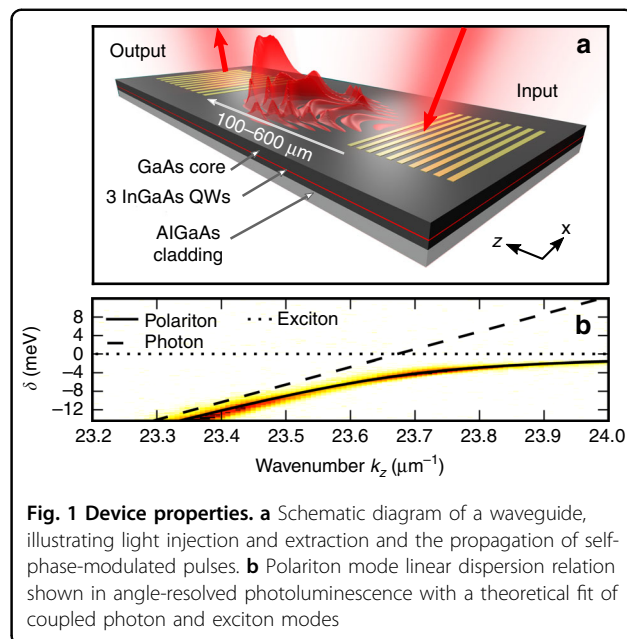 a
Output
Input
100–600 µm
GaAs core
3 InGaAs QWs
AlGaAs
cladding
z
x
b
Polariton
Exciton
Photon
δ (meV)
8
4
0
−4
−8
−12
23.2 23.3 23.4 23.5 23.6 23.7 23.8 23.9 24.0
Wavenumber kz (µm−1)
Fig. 1 Device properties. a Schematic diagram of a waveguide,
illustrating light injection and extraction and the propagation of self-
phase-modulated pulses. b Polariton mode linear dispersion relation
shown in angle-resolved photoluminescence with a theoretical fit of
coupled photon and exciton modes